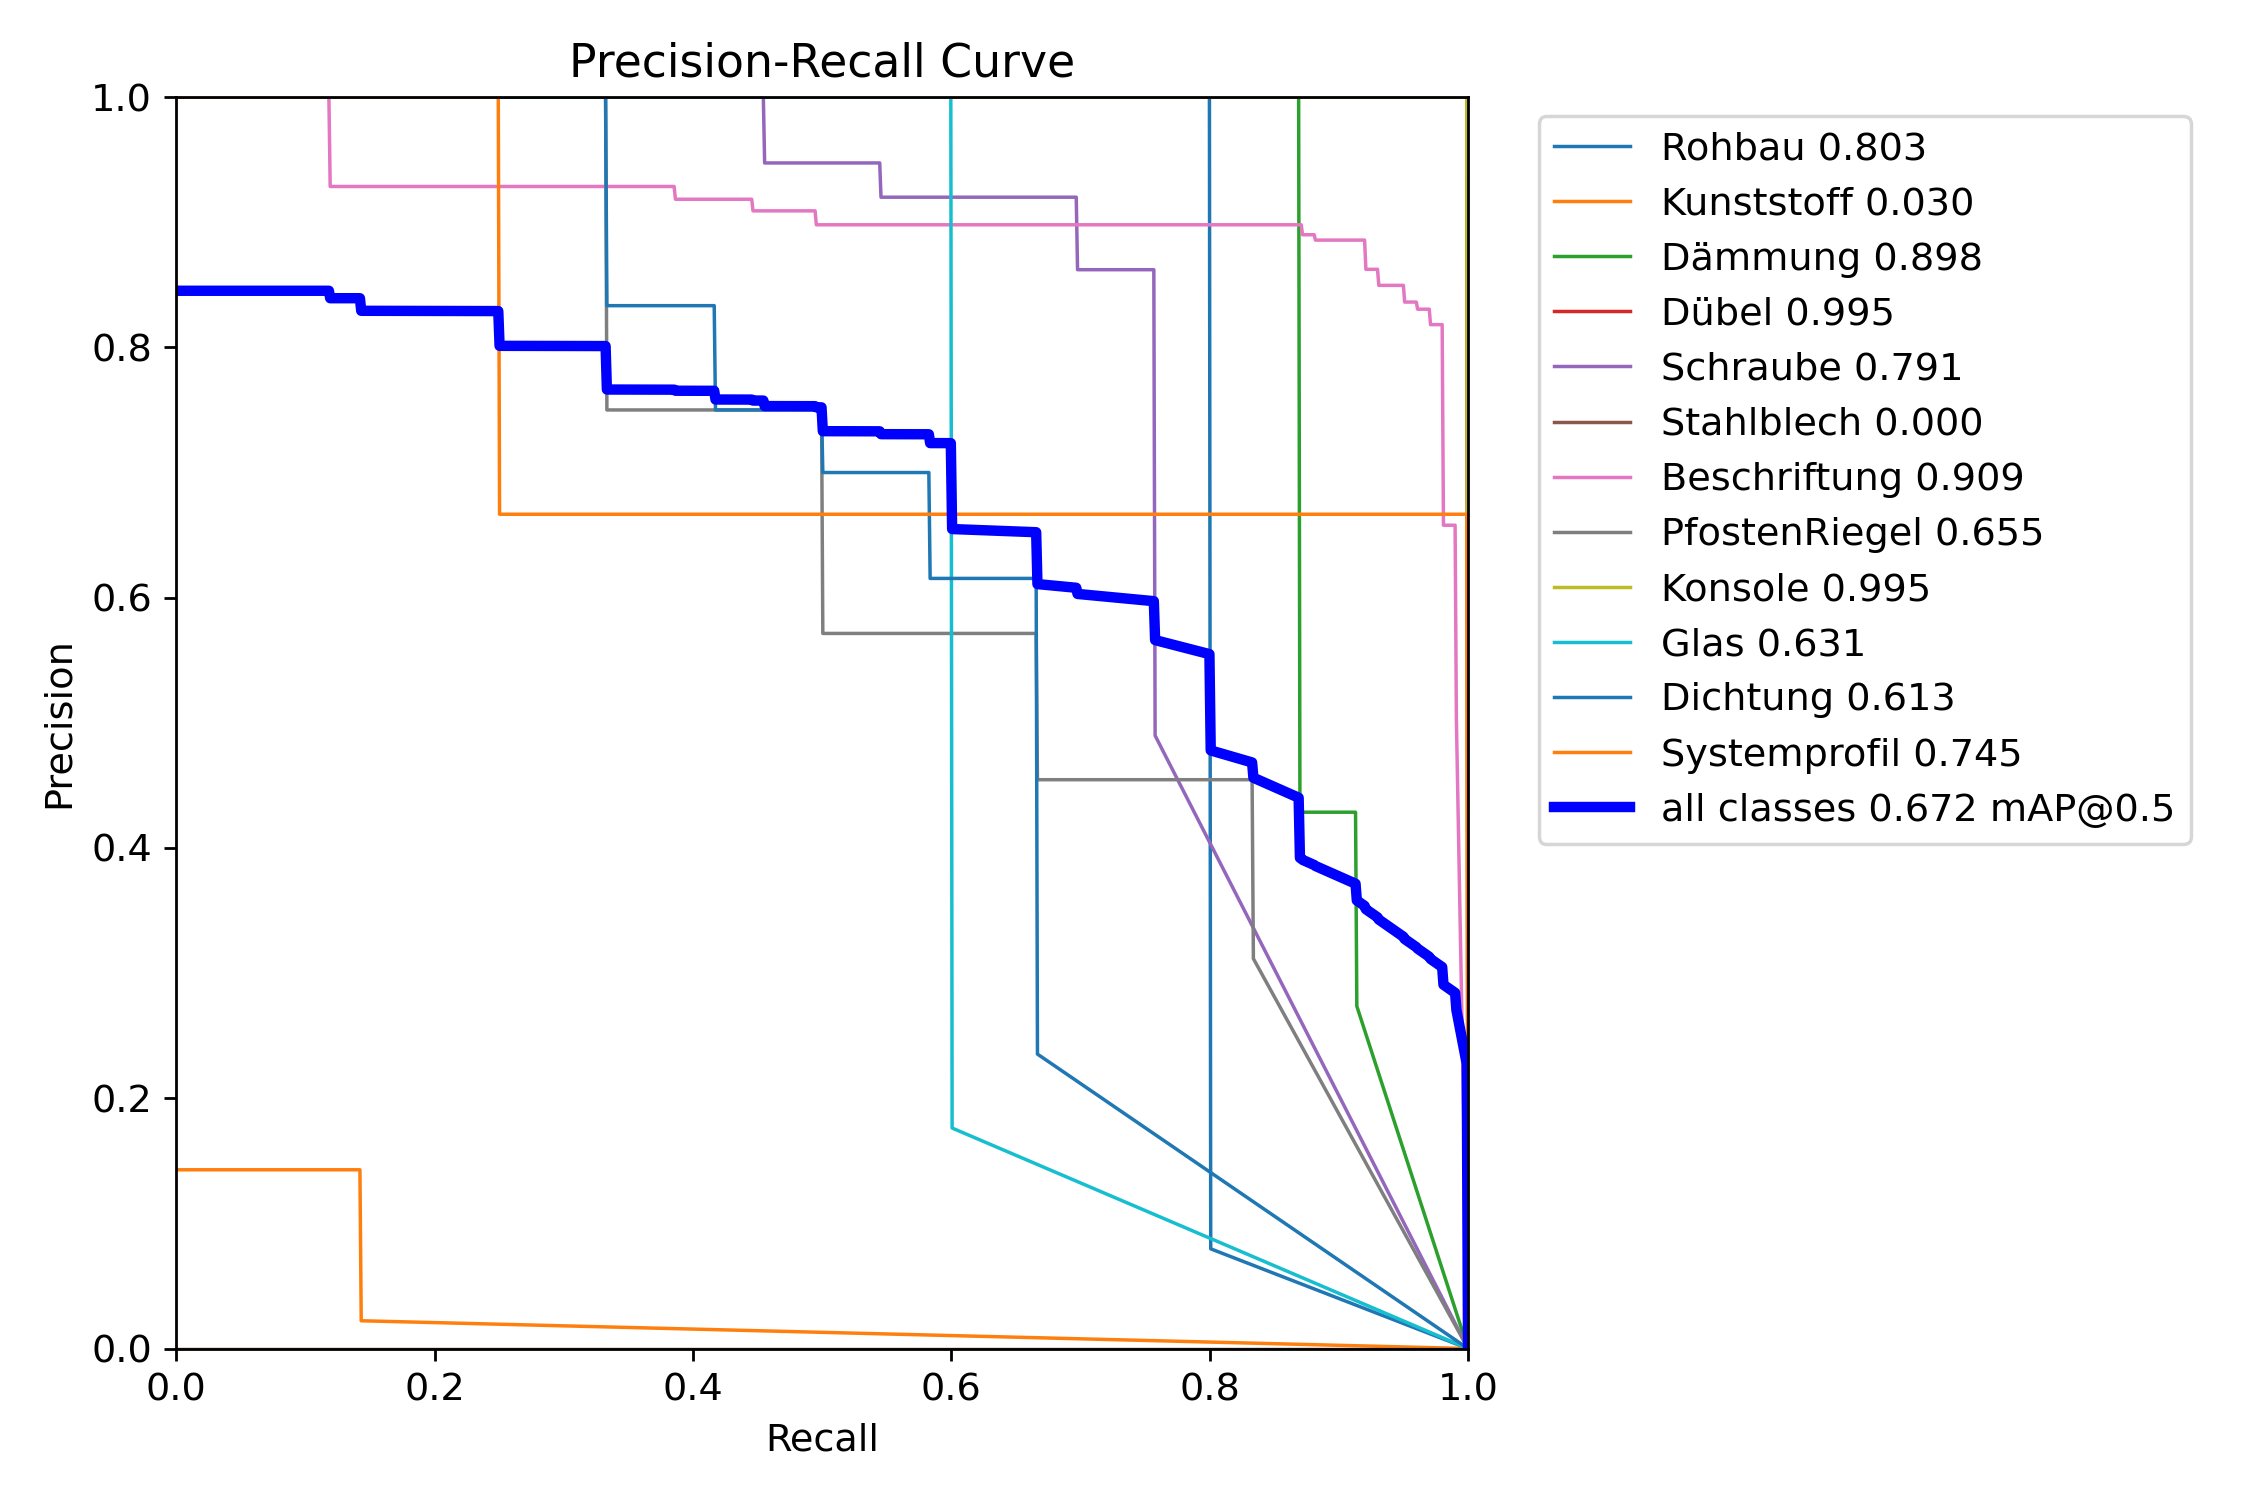 Precision-Recall Curve
1.0
0.8
0.6
0.4
0.2
0.0
Precision
0.0 0.2 0.4 0.6 0.8 1.0
Recall
Rohbau 0.803
Kunststoff 0.030
Dämmung 0.898
Dübel 0.995
Schraube 0.791
Stahlblech 0.000
Beschriftung 0.909
PfostenRiegel 0.655
Konsole 0.995
Glas 0.631
Dichtung 0.613
Systemprofil 0.745
all classes 0.672 mAP@0.5